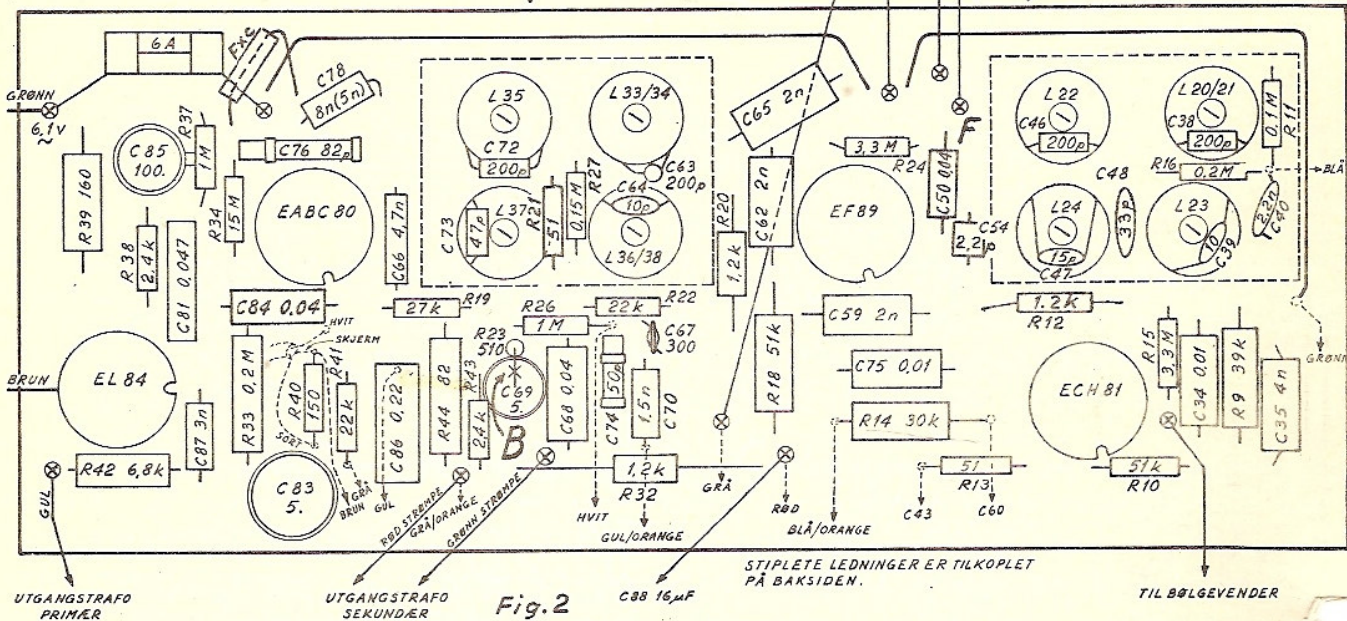 6A
FXC
C78
8n(5n)
GRØNN
6,1V
~
C85
100.
R37
1M
C76 82p
R39 160
R38
2,4k
C81 0,047
R34
15M
EABC 80
C84 0.04
C66 4,7n
L35
C72
200p
L33/34
C63
200p
C73
47p
L37
R21
51
0,15M
R27
C64
10p
L36/38
C65 2n
R20
1,2k
C62 2n
3,3M
R24
EF89
F
C50 0,04
C54
2,2p
L22
C46
200p
L20/21
C38
200p
0,1M
R11
R16
0.2M
BLÅ
C48
33p
L24
15p
C47
L23
10
C39
2,2n
C40
27k
R19
R26
1M
22k
R22
C67
300
C59 2n
1.2K
R12
BRUN
EL 84
HVIT
SKJERM
R33 0,2M
R40
150
R41
22k
SORT
C86 0,22
R44 82
R43
2,4k
R23
510
C69
5.
B
C68 0,04
C74
50p
1,5n
C70
R18 51k
C75 0,01
R14 30k
ECH 81
R15
3,3M
C34 0,01
R9 39k
C35 4n
GRØNN
R42 6,8k
C87 3n
C83
5.
GRÅ
BRUN
GUL
1,2k
R32
GRÅ
RØD
51
R13
51k
R10
GUL
RØD STRØMPE
GRÅ/ORANGE
GRØNN STRØMPE
HVIT
GUL/ORANGE
BLÅ/ORANGE
C43
C60
UTGANGSTRAFO
PRIMÆR
UTGANGSTRAFO
SEKUNDÆR
Fig.2
C88 16µF
STIPLETE LEDNINGER ER TILKOPLET
PÅ BAKSIDEN.
TIL BØLGEVENDER